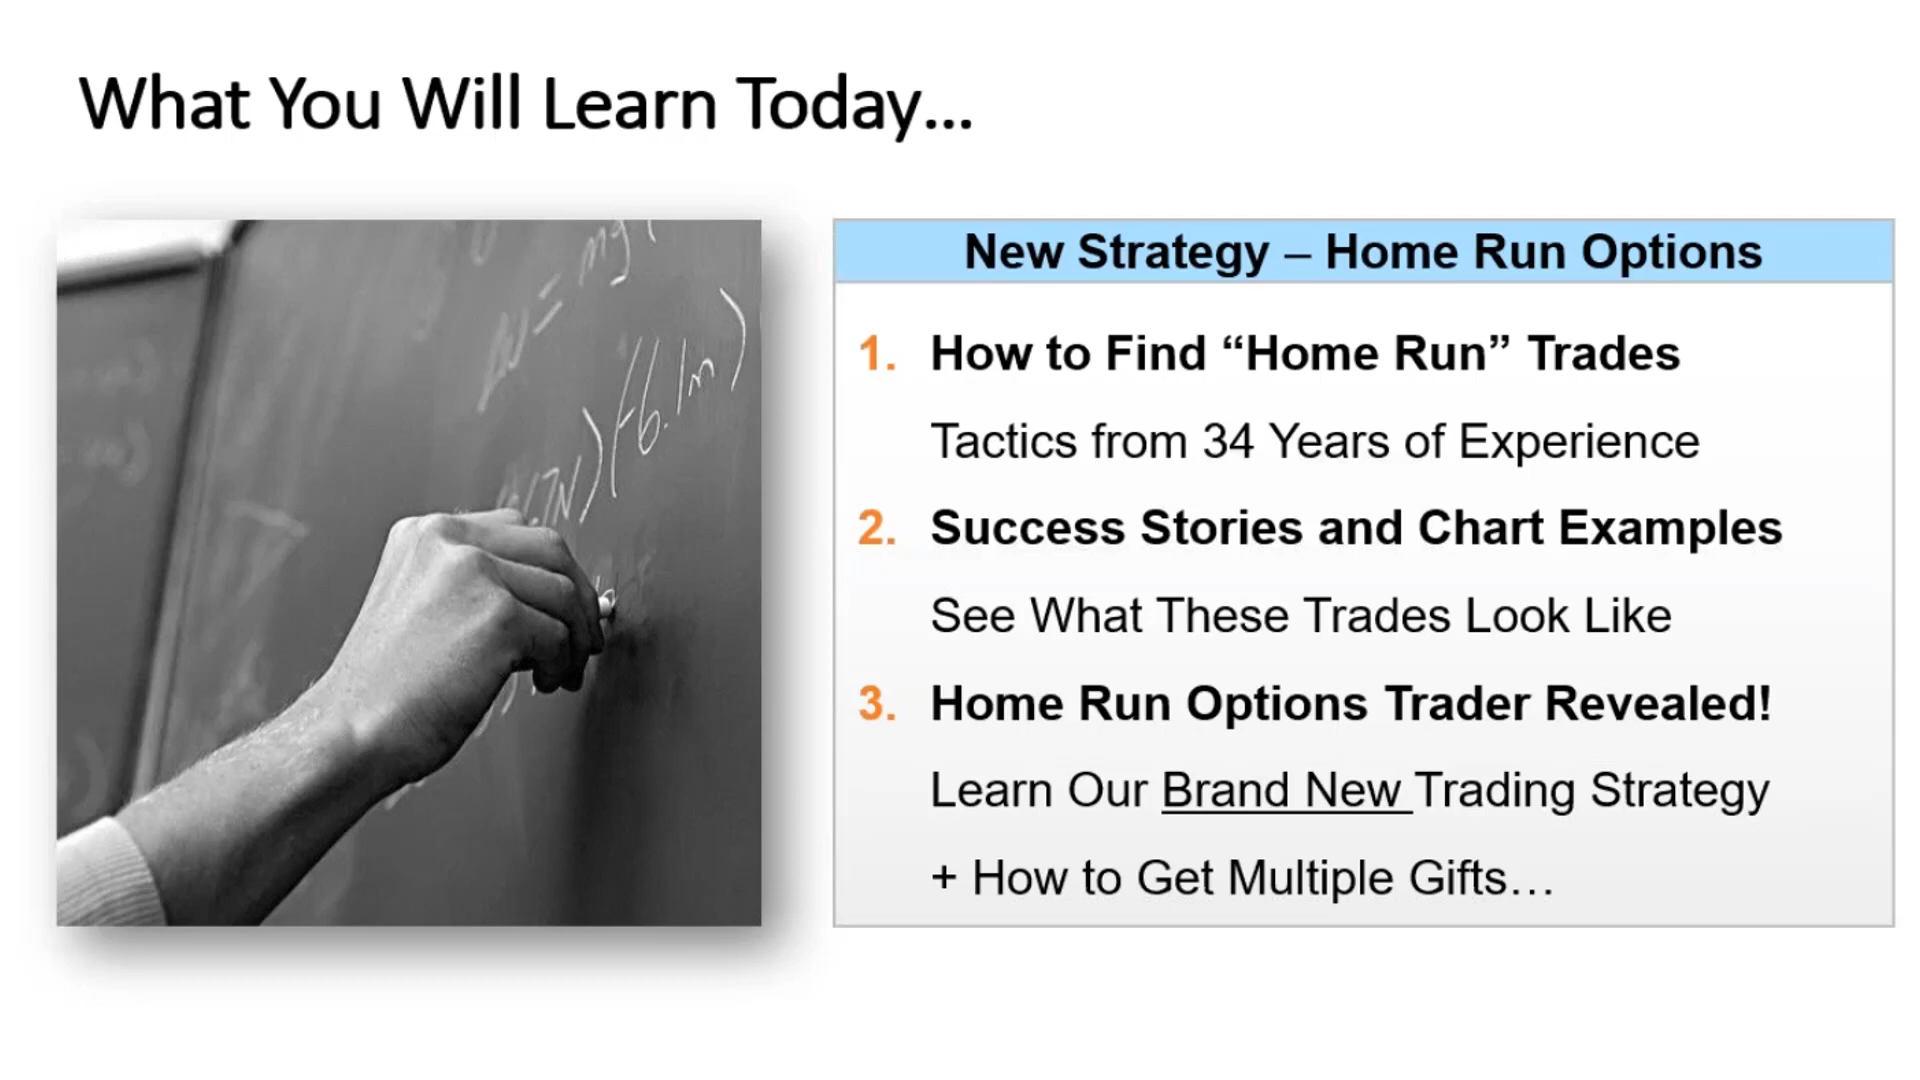 What You Will Learn Today...
New Strategy – Home Run Options
1. How to Find “Home Run” Trades
Tactics from 34 Years of Experience
2. Success Stories and Chart Examples
See What These Trades Look Like
3. Home Run Options Trader Revealed!
Learn Our Brand New Trading Strategy
+ How to Get Multiple Gifts…
(-6.1m)